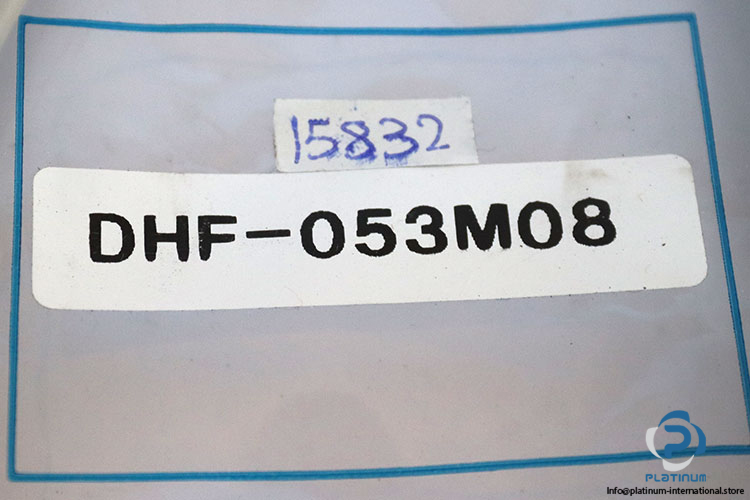 15832
DHF-053M08
PLATINUM
Info@platinum-international.store